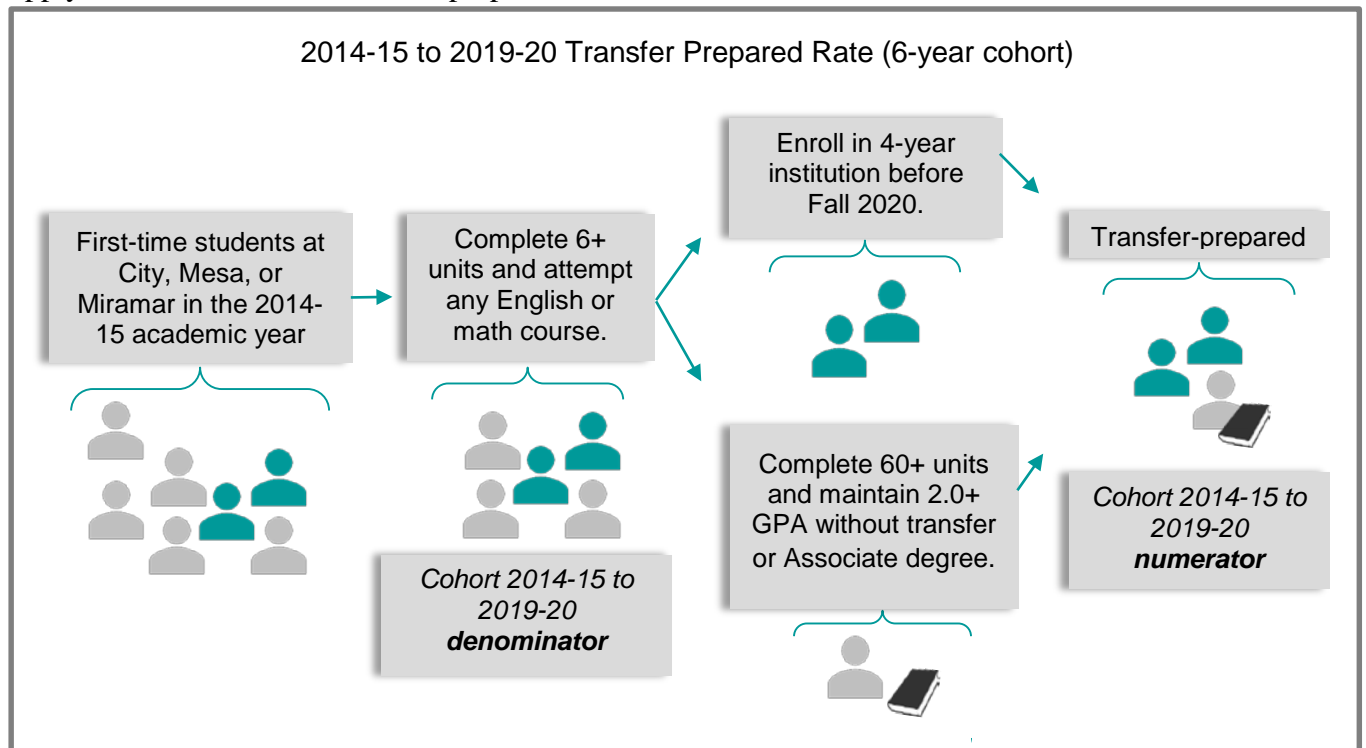 2014-15 to 2019-20 Transfer Prepared Rate (6-year cohort)
First-time students at
City, Mesa, or
Miramar in the 2014-
15 academic year
Complete 6+
units and attempt
any English or
math course.
Cohort 2014-15 to
2019-20
denominator
Enroll in 4-year
institution before
Fall 2020.
Complete 60+ units
and maintain 2.0+
GPA without transfer
or Associate degree.
Transfer-prepared
Cohort 2014-15 to
2019-20
numerator